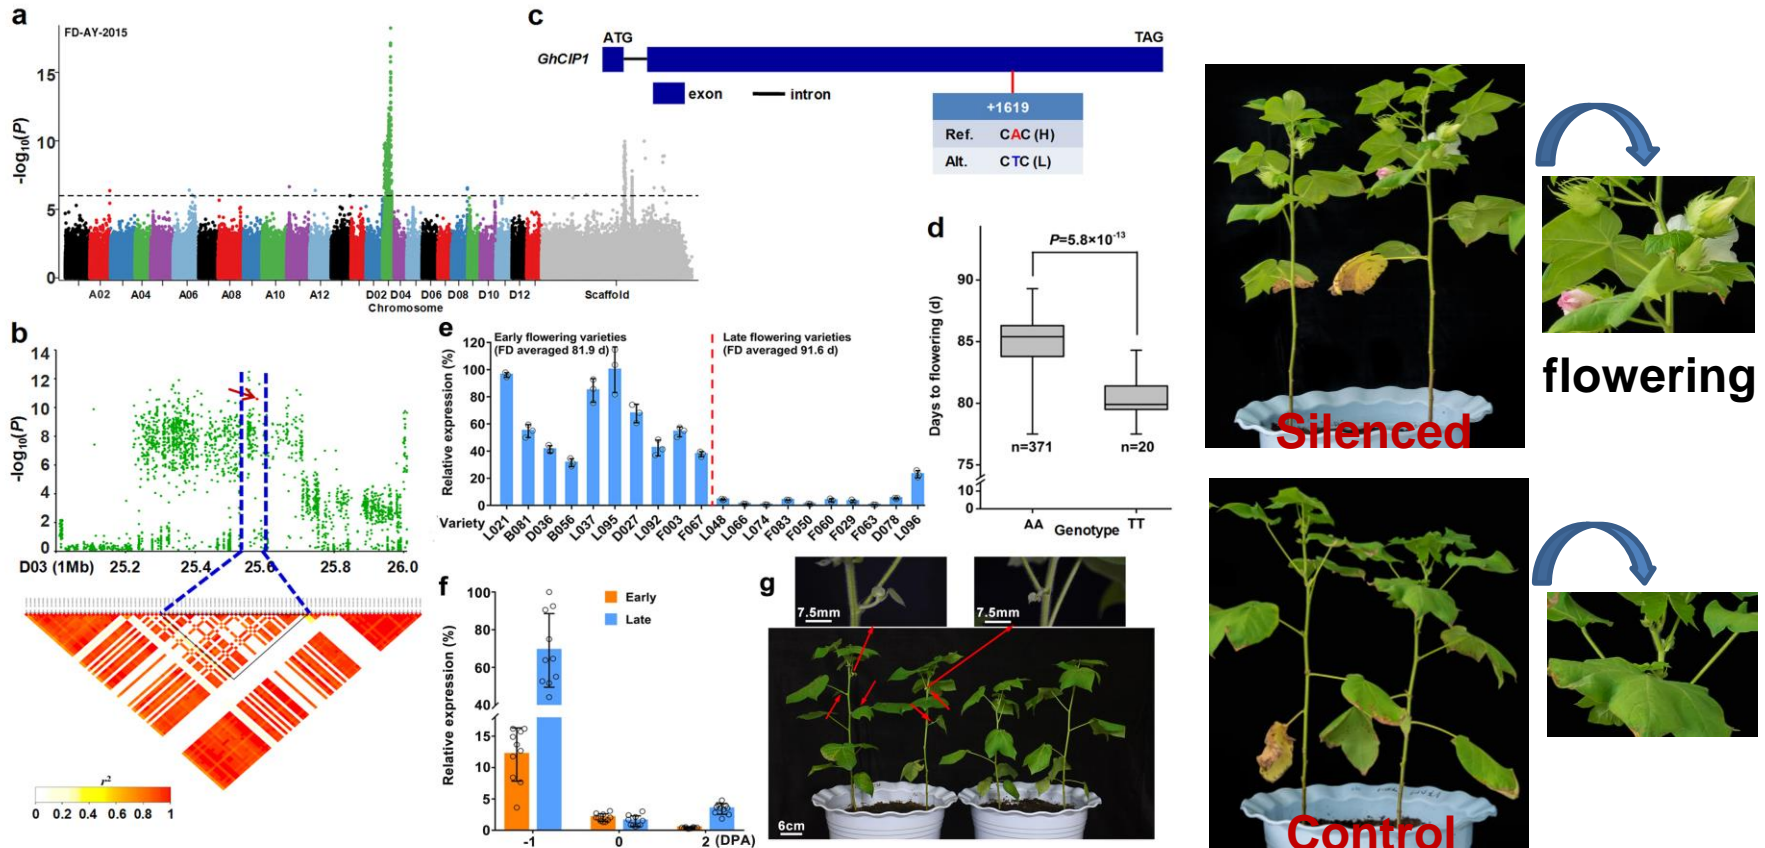 a
FD-AY-2015
-log10(P)
15
10
5
0
A02 A04 A06 A08 A10 A12 D02 D04 D06 D08 D10 D12 Scaffold
Chromosome
b
-log10(P)
14
12
10
8
6
4
2
0
D03 (1Mb) 25.2 25.4 25.6 25.8 26.0
r2
0 0.2 0.4 0.6 0.8 1
c
ATG TAG
GhCIP1
exon intron
+1619
Ref. CAC (H)
Alt. CTC (L)
d
P=5.8×10-13
Days to flowering (d)
90
85
80
75
10
0
n=371 n=20
AA TT
Genotype
e
Early flowering varieties
(FD averaged 81.9 d)
Late flowering varieties
(FD averaged 91.6 d)
Relative expression (%)
120
100
80
60
40
20
0
Variety L021 B081 D036 B056 L037 L095 D027 L092 F003 F067 L048 L066 L074 F083 F050 F060 F029 F063 D078 L096
f
Early
Late
Relative expression (%)
100
80
60
40
15
10
5
0
-1 0 2 (DPA)
g
7.5mm 7.5mm
6cm
Silenced
flowering
Control